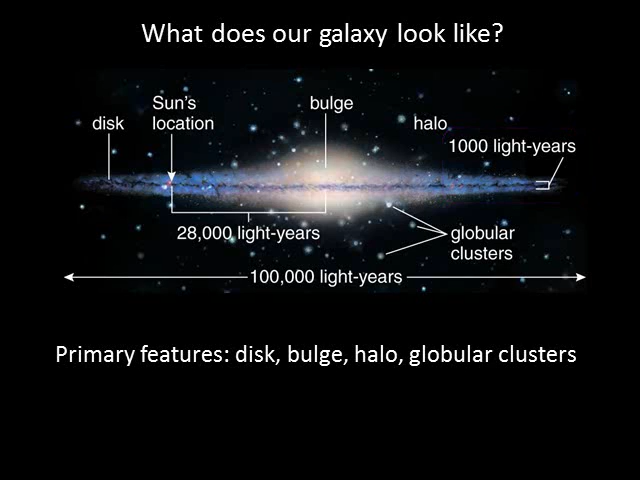 What does our galaxy look like?
disk
Sun's
location
bulge
halo
1000 light-years
28,000 light-years
globular
clusters
100,000 light-years
Primary features: disk, bulge, halo, globular clusters